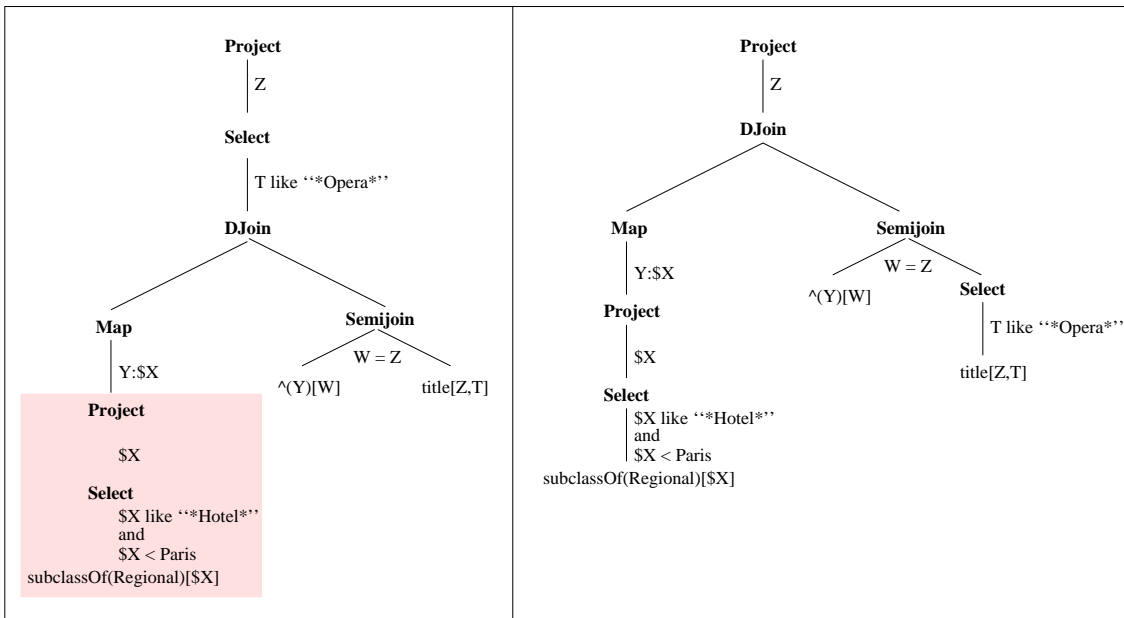 Project
Z
Select
T like ‘‘*Opera*’’
DJoin
Map
Semijoin
W = Z
Y:$X
^(Y)[W]
title[Z,T]
Project
$X
Select
$X like ‘‘*Hotel*’’
and
$X < Paris
subclassOf(Regional)[$X]
Project
Z
DJoin
Map
Semijoin
W = Z
Y:$X
^(Y)[W]
Select
Project
T like ‘‘*Opera*’’
$X
title[Z,T]
Select
$X like ‘‘*Hotel*’’
and
$X < Paris
subclassOf(Regional)[$X]